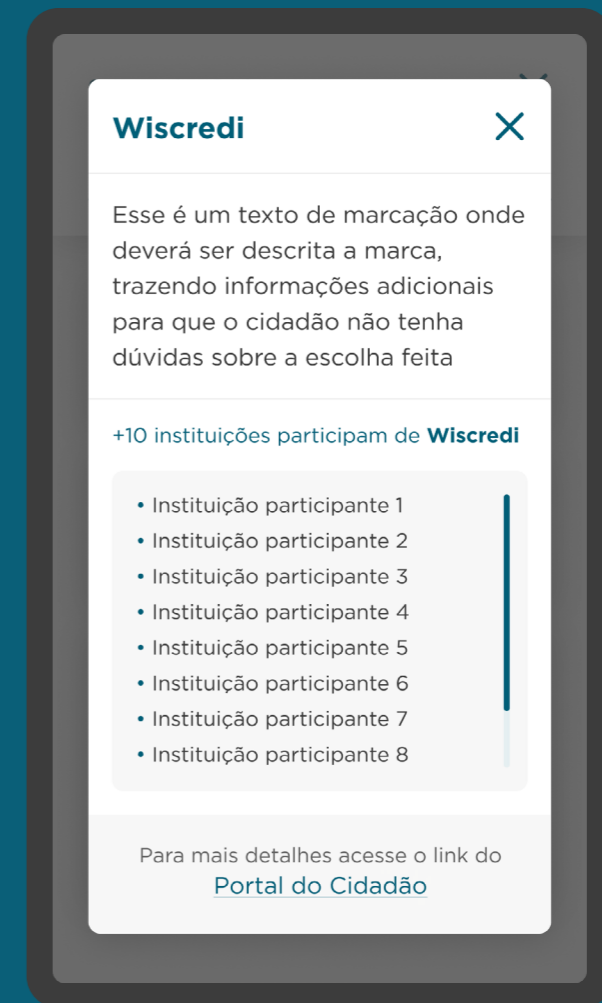 Wiscredi
Esse é um texto de marcação onde
deverá ser descrita a marca,
trazendo informações adicionais
para que o cidadão não tenha
dúvidas sobre a escolha feita
+10 instituições participam de Wiscredi
• Instituição participante 1
• Instituição participante 2
• Instituição participante 3
• Instituição participante 4
• Instituição participante 5
• Instituição participante 6
• Instituição participante 7
• Instituição participante 8
Para mais detalhes acesse o link do
Portal do Cidadão